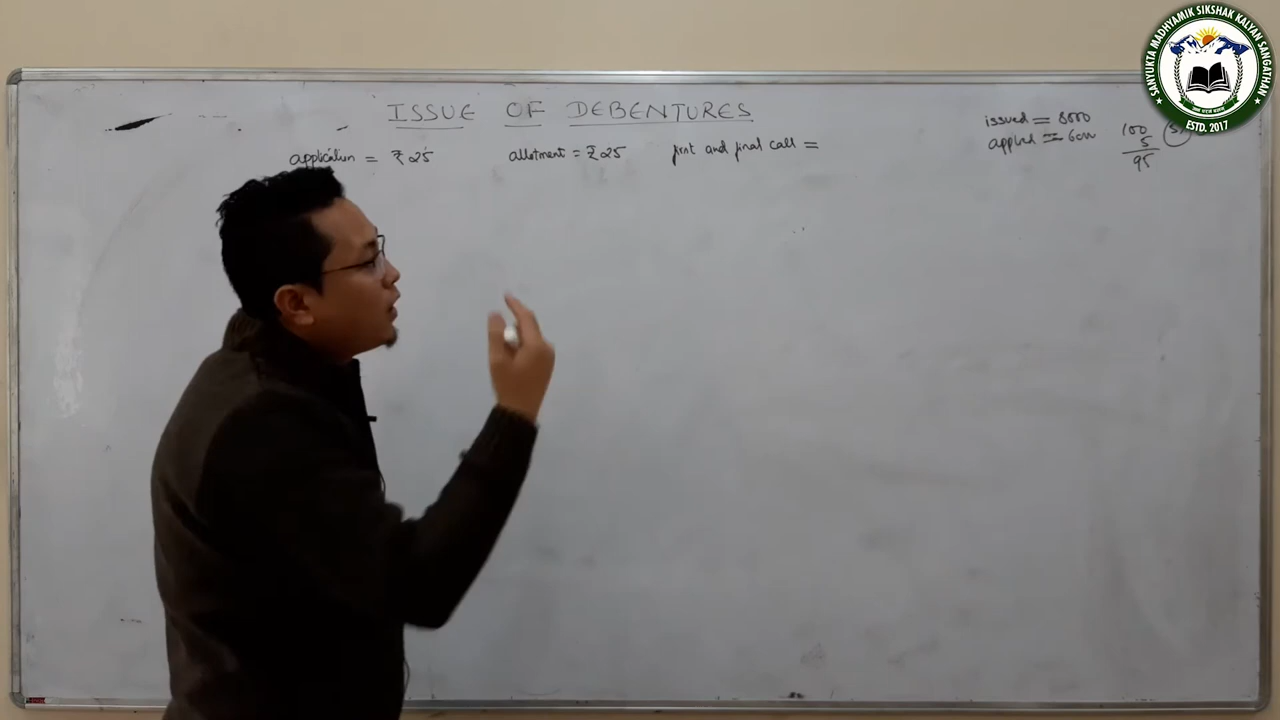 ISSUE OF DEBENTURES
application = ₹ 25 allotment = ₹ 25 first and final call =
issued = 8000
applied = 6000
100
5
95
SANYUKTA MADHYAMIK SIKSHAK KALYAN SANGATHAN
ESTD. 2017